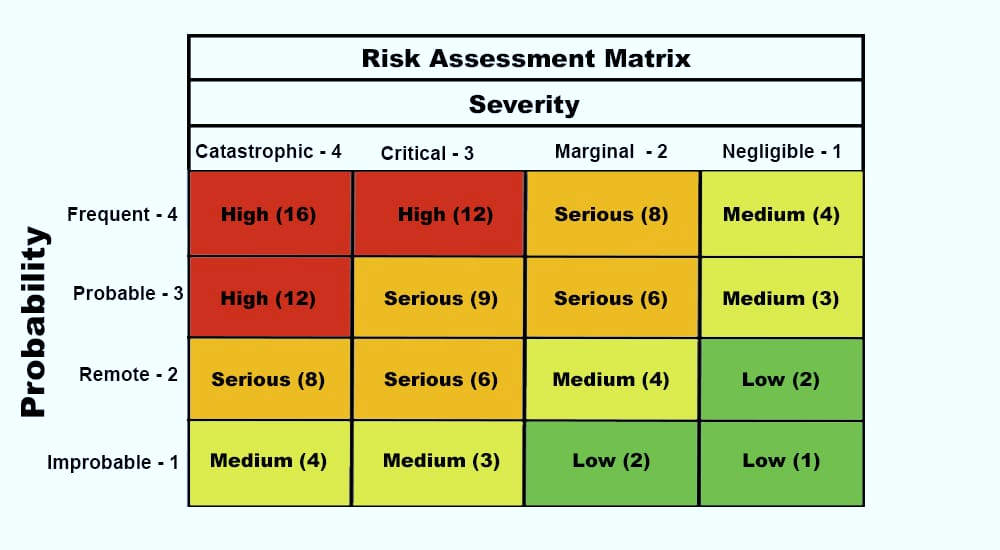 Risk Assessment Matrix
Severity
Catastrophic - 4 Critical - 3 Marginal - 2 Negligible - 1
Probability
Frequent - 4 High (16) High (12) Serious (8) Medium (4)
Probable - 3 High (12) Serious (9) Serious (6) Medium (3)
Remote - 2 Serious (8) Serious (6) Medium (4) Low (2)
Improbable - 1 Medium (4) Medium (3) Low (2) Low (1)